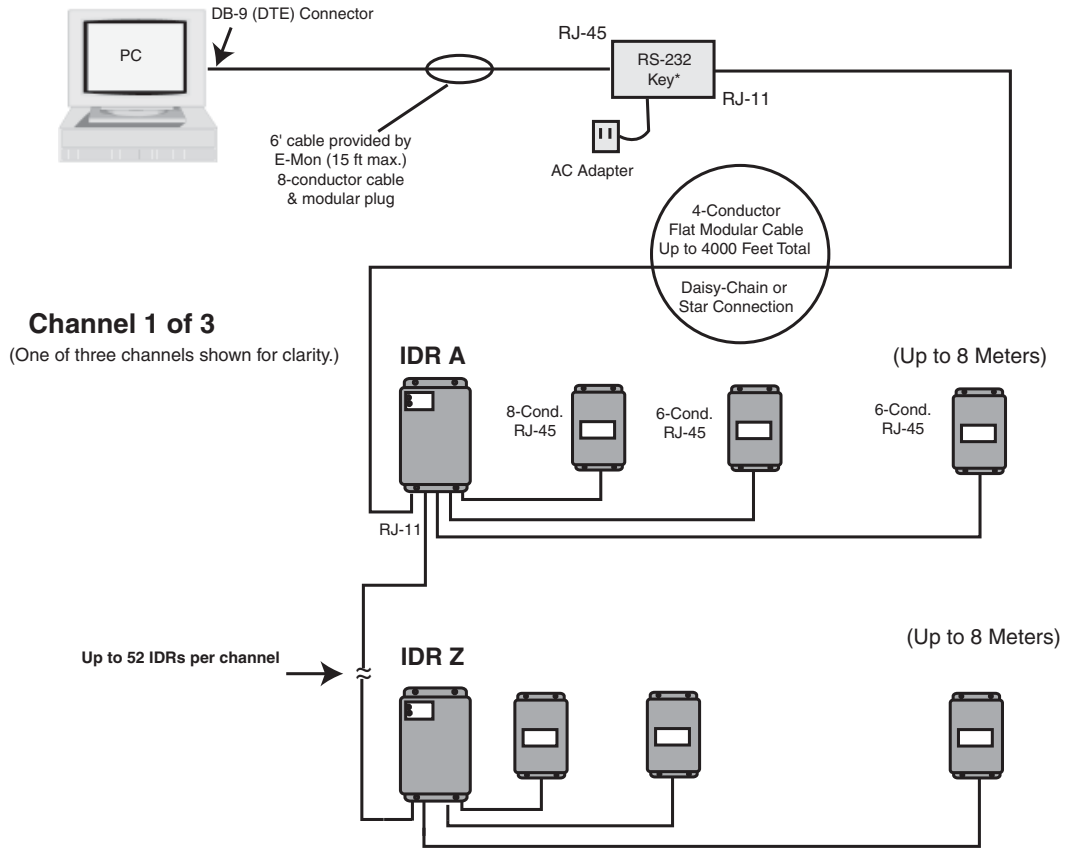 DB-9 (DTE) Connector
PC
RJ-45
RS-232
Key*
RJ-11
AC Adapter
6' cable provided by
E-Mon (15 ft max.)
8-conductor cable
& modular plug
4-Conductor
Flat Modular Cable
Up to 4000 Feet Total
Daisy-Chain or
Star Connection
Channel 1 of 3
(One of three channels shown for clarity.)
IDR A
(Up to 8 Meters)
8-Cond.
RJ-45
6-Cond.
RJ-45
6-Cond.
RJ-45
RJ-11
Up to 52 IDRs per channel
IDR Z
(Up to 8 Meters)